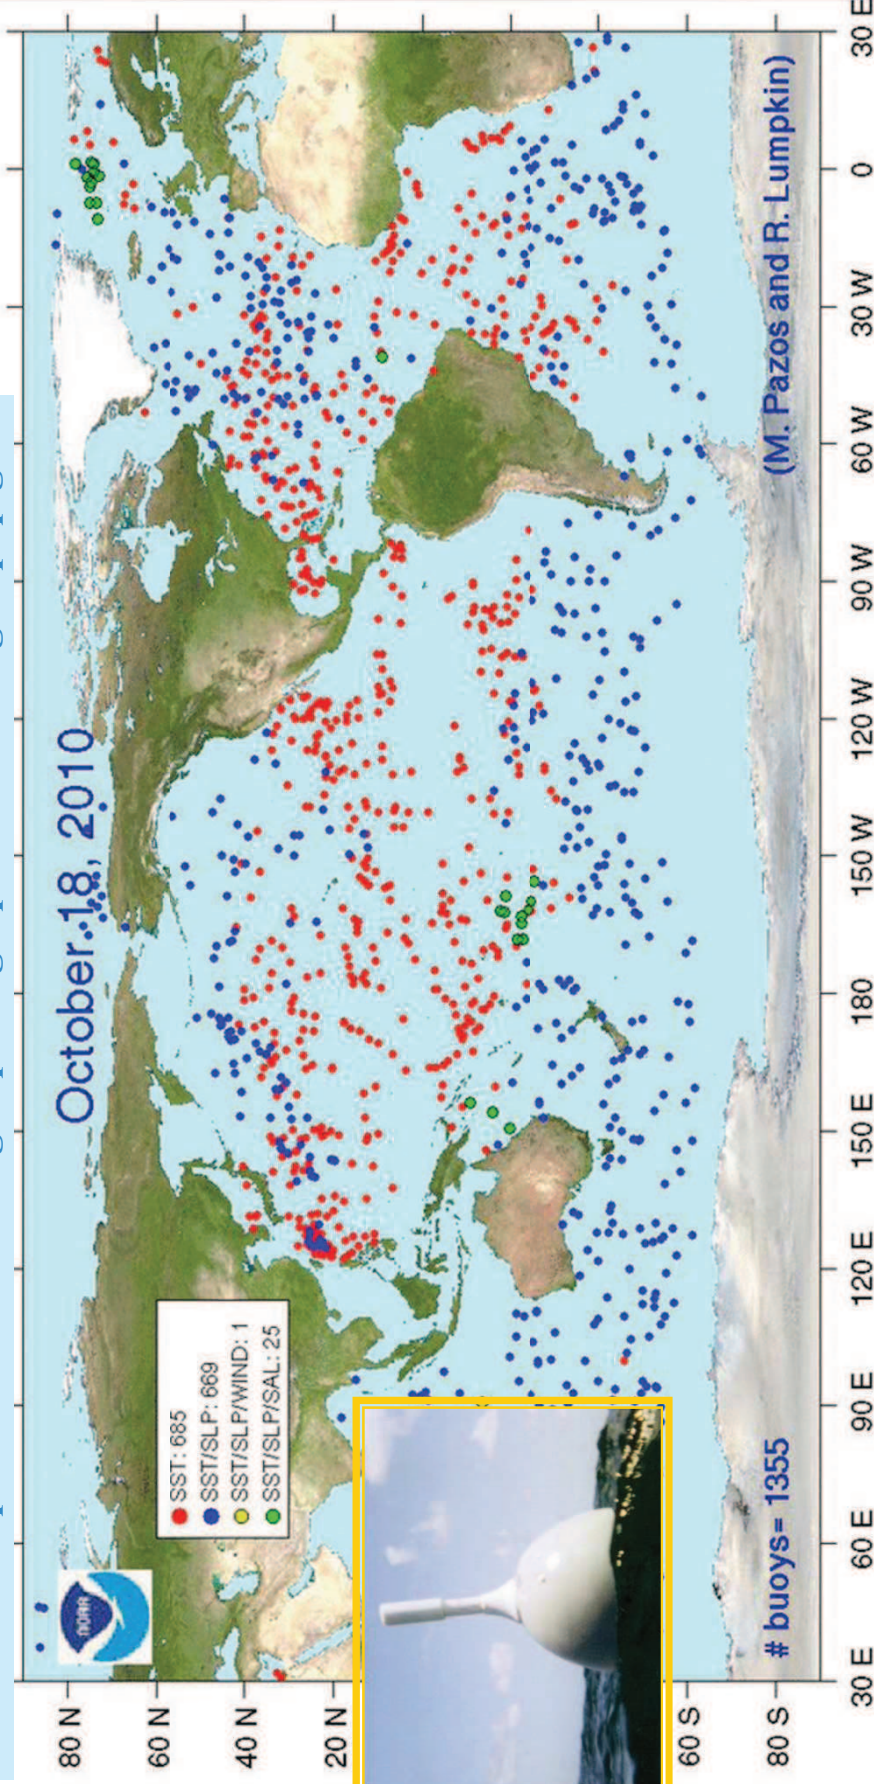 October 18, 2010
NOAA
SST: 685
SST/SLP: 669
SST/SLP/WIND: 1
SST/SLP/SAL: 25
# buoys= 1355
(M. Pazos and R. Lumpkin)
80 N
60 N
40 N
20 N
60 S
80 S
30 E
60 E
90 E
120 E
150 E
180
150 W
120 W
90 W
60 W
30 W
0
30 E